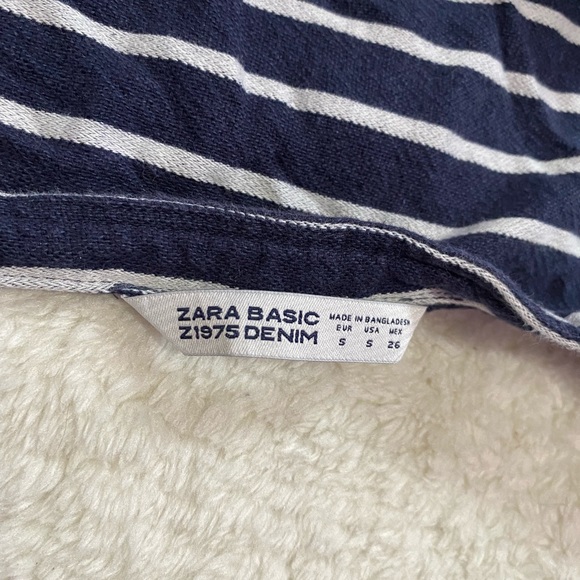 ZARA BASIC
Z1975 DENIM
MADE IN BANGLADESH
EUR USA MEX
S S 26